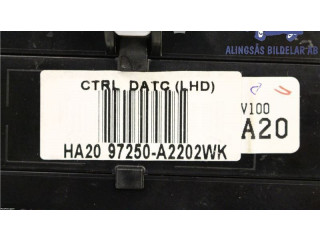 ALINGSÅS BILDELAR AB
CTRL DATC (LHD)
V100
A20
HA20 97250-A2202WK